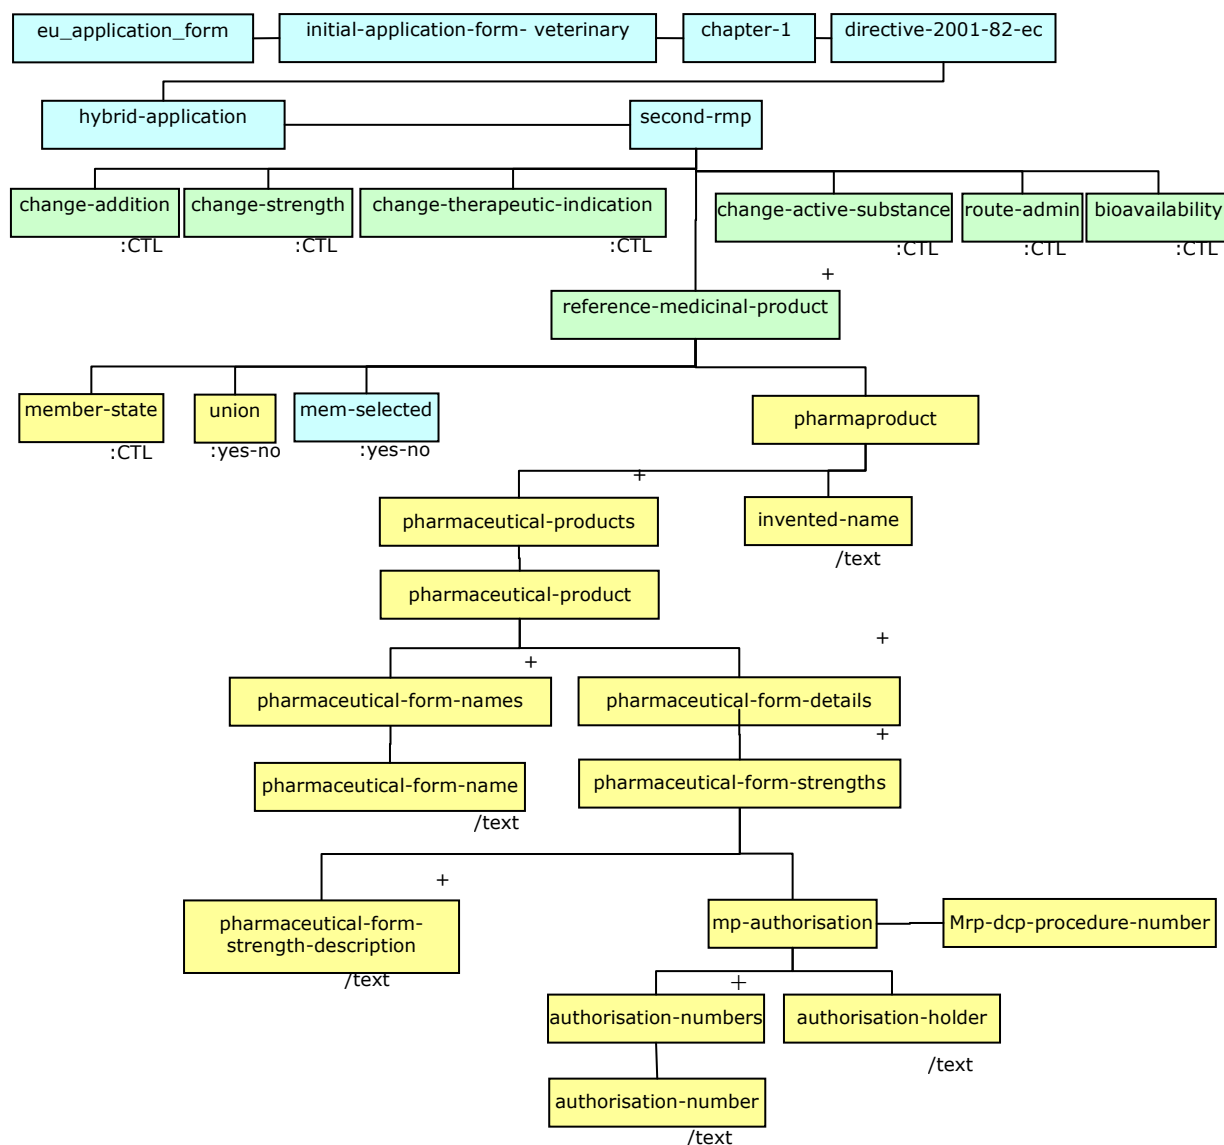 eu_application_form
initial-application-form- veterinary
chapter-1
directive-2001-82-ec
hybrid-application
second-rmp
change-addition
:CTL
change-strength
:CTL
change-therapeutic-indication
:CTL
change-active-substance
:CTL
route-admin
:CTL
bioavailability
:CTL
+
reference-medicinal-product
member-state
:CTL
union
:yes-no
mem-selected
:yes-no
pharmaproduct
+
pharmaceutical-products
invented-name
/text
pharmaceutical-product
+
+
pharmaceutical-form-names
pharmaceutical-form-details
+
pharmaceutical-form-name
/text
pharmaceutical-form-strengths
+
pharmaceutical-form-
strength-description
/text
mp-authorisation
Mrp-dcp-procedure-number
+
authorisation-numbers
authorisation-holder
/text
authorisation-number
/text